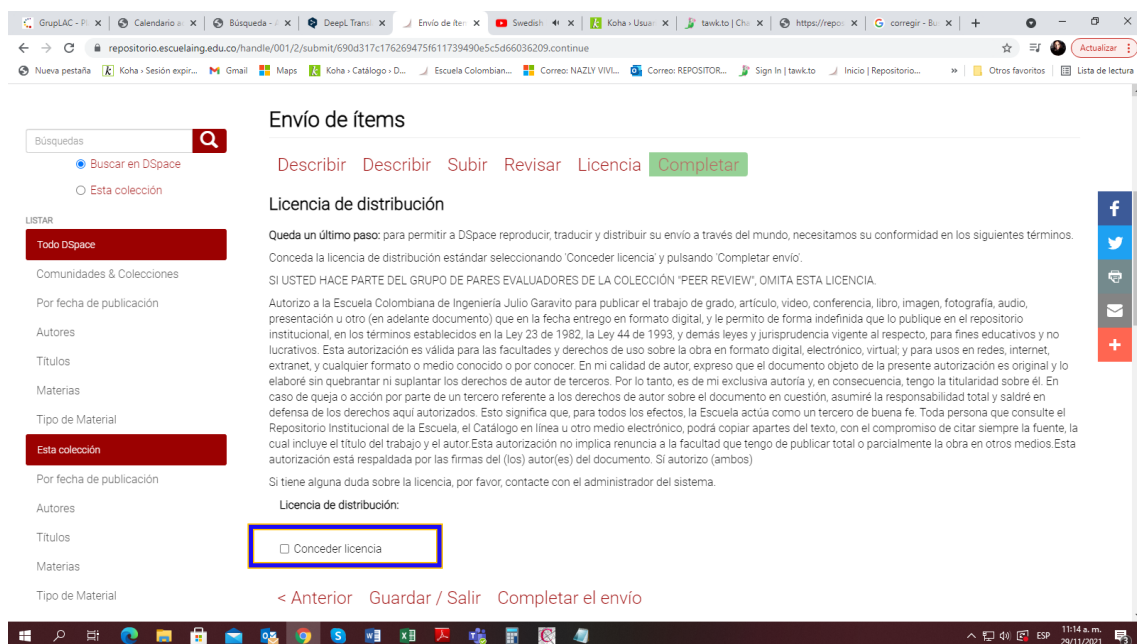 GrupLAC - Pl
Calendario a
Búsqueda - A
DeepL Transl
Envío de íter
Swedish
Koha › Usuar
tawk.to | Cha
https://repo
corregir - Bu
repositorio.escuelaing.edu.co/handle/001/2/submit/690d317c176269475f611739490e5c5d66036209.continue
Actualizar
Nueva pestaña
Koha › Sesión expir...
Gmail
Maps
Koha › Catálogo › D...
Escuela Colombian...
Correo: NAZLY VIVI...
Correo: REPOSITOR...
Sign In | tawk.to
Inicio | Repositorio...
»
Otros favoritos
Lista de lectura
Envío de ítems
Búsquedas
Buscar en DSpace
Esta colección
LISTAR
Todo DSpace
Comunidades & Colecciones
Por fecha de publicación
Autores
Títulos
Materias
Tipo de Material
Esta colección
Por fecha de publicación
Autores
Títulos
Materias
Tipo de Material
Describir Describir Subir Revisar Licencia Completar
Licencia de distribución
Queda un último paso: para permitir a DSpace reproducir, traducir y distribuir su envío a través del mundo, necesitamos su conformidad en los siguientes términos.
Conceda la licencia de distribución estándar seleccionando 'Conceder licencia' y pulsando 'Completar envío'.
SI USTED HACE PARTE DEL GRUPO DE PARES EVALUADORES DE LA COLECCIÓN "PEER REVIEW", OMITA ESTA LICENCIA.
Autorizo a la Escuela Colombiana de Ingeniería Julio Garavito para publicar el trabajo de grado, artículo, video, conferencia, libro, imagen, fotografía, audio,
presentación u otro (en adelante documento) que en la fecha entrego en formato digital, y le permito de forma indefinida que lo publique en el repositorio
institucional, en los términos establecidos en la Ley 23 de 1982, la Ley 44 de 1993, y demás leyes y jurisprudencia vigente al respecto, para fines educativos y no
lucrativos. Esta autorización es válida para las facultades y derechos de uso sobre la obra en formato digital, electrónico, virtual; y para usos en redes, internet,
extranet, y cualquier formato o medio conocido o por conocer. En mi calidad de autor, expreso que el documento objeto de la presente autorización es original y lo
elaboré sin quebrantar ni suplantar los derechos de autor de terceros. Por lo tanto, es de mi exclusiva autoría y, en consecuencia, tengo la titularidad sobre él. En
caso de queja o acción por parte de un tercero referente a los derechos de autor sobre el documento en cuestión, asumiré la responsabilidad total y saldré en
defensa de los derechos aquí autorizados. Esto significa que, para todos los efectos, la Escuela actúa como un tercero de buena fe. Toda persona que consulte el
Repositorio Institucional de la Escuela, el Catálogo en línea u otro medio electrónico, podrá copiar apartes del texto, con el compromiso de citar siempre la fuente, la
cual incluye el título del trabajo y el autor.Esta autorización no implica renuncia a la facultad que tengo de publicar total o parcialmente la obra en otros medios.Esta
autorización está respaldada por las firmas del (los) autor(es) del documento. Sí autorizo (ambos)
Si tiene alguna duda sobre la licencia, por favor, contacte con el administrador del sistema.
Licencia de distribución:
Conceder licencia
< Anterior Guardar / Salir Completar el envío
ESP
11:14 a. m.
29/11/2021